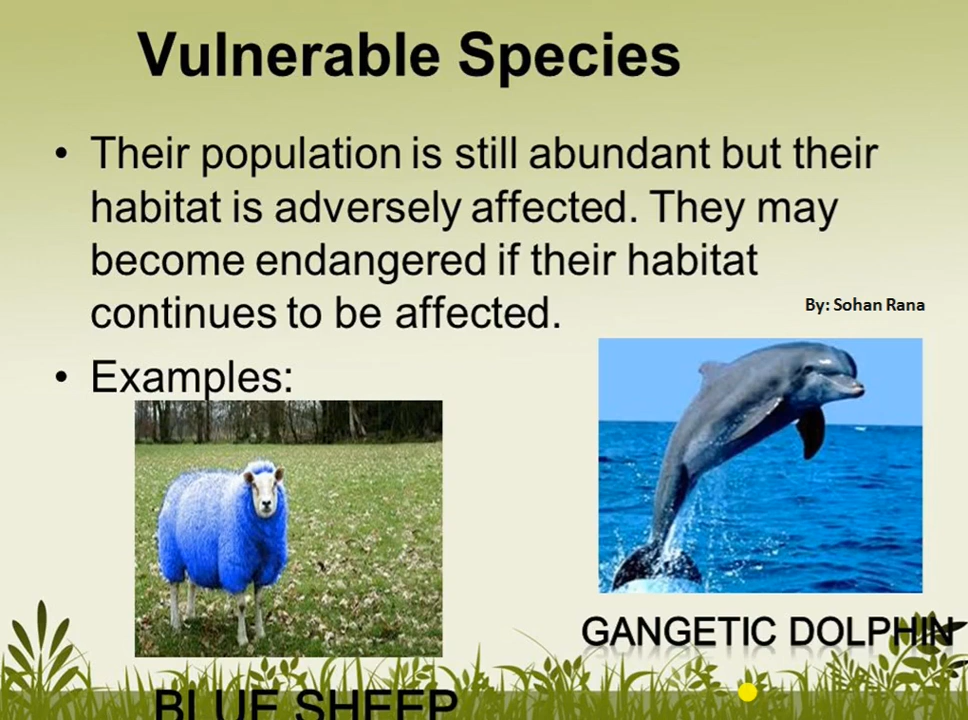 Vulnerable Species
• Their population is still abundant but their
habitat is adversely affected. They may
become endangered if their habitat
continues to be affected.
By: Sohan Rana
• Examples:
GANGETIC DOLPHIN
BLUE SHEEP